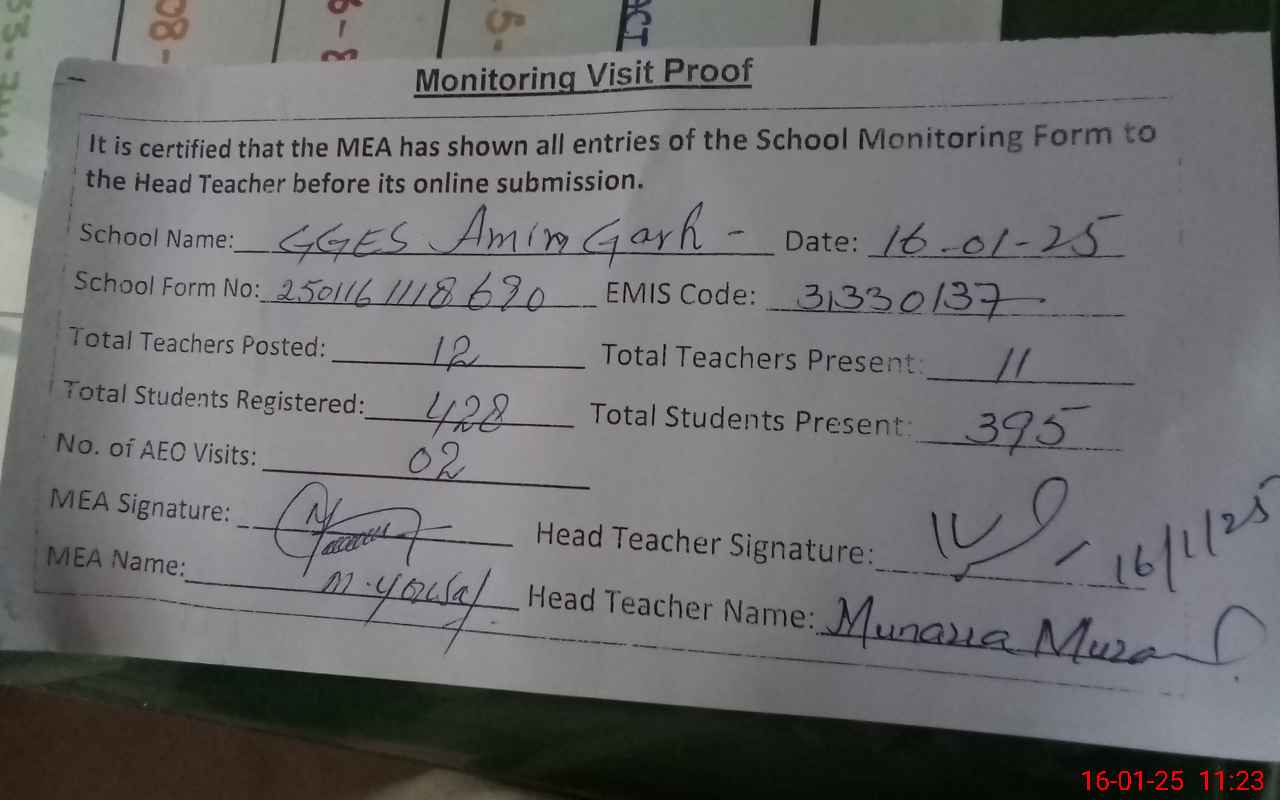 Monitoring Visit Proof
It is certified that the MEA has shown all entries of the School Monitoring Form to
the Head Teacher before its online submission.
School Name: GGES Amin Garh - Date: 16-01-25
School Form No: 2501161118690 EMIS Code: 31330137
Total Teachers Posted: 12 Total Teachers Present: 11
Total Students Registered: 428 Total Students Present: 395
No. of AEO Visits: 02
MEA Signature: Head Teacher Signature: 16/1/25
MEA Name: M. yousaf Head Teacher Name: Munazza
16-01-25 11:23